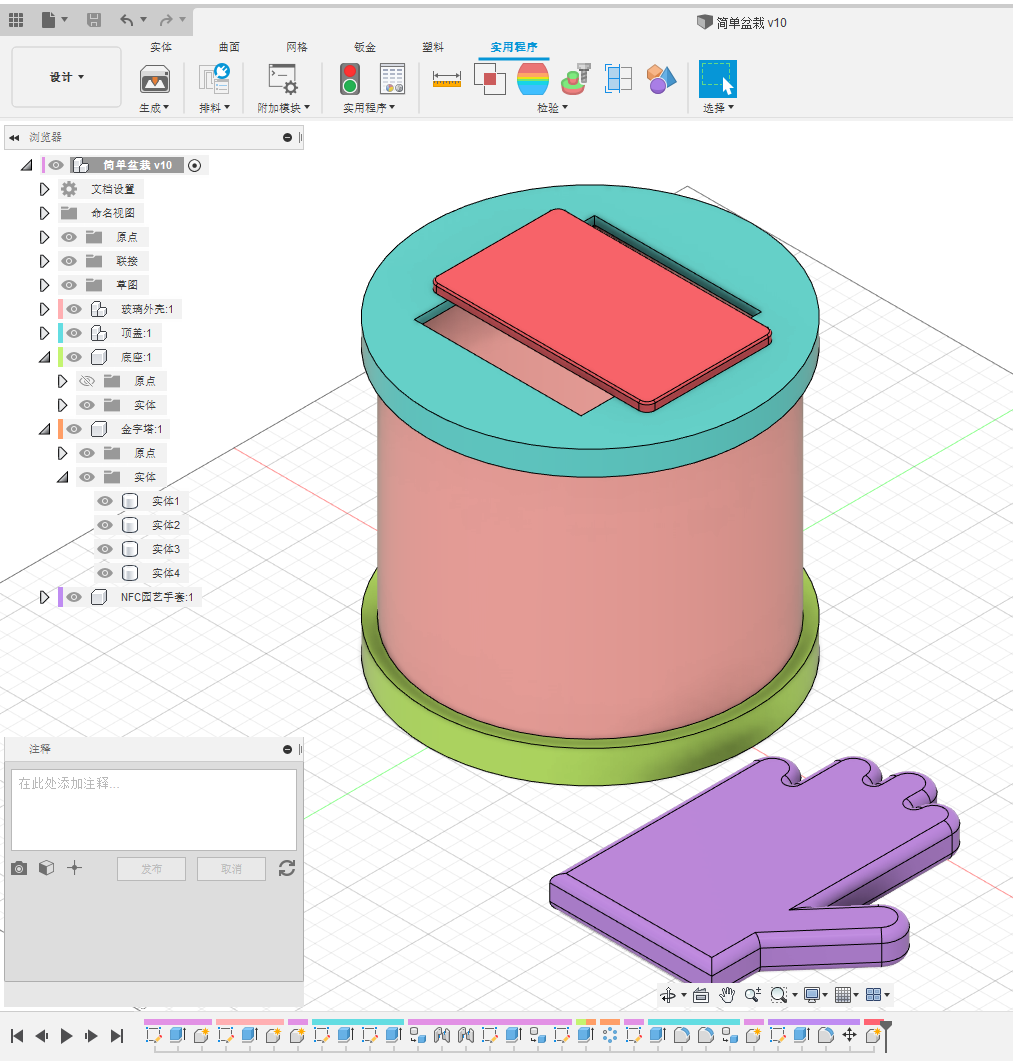 简单盆栽 v10
实体 曲面 网格 钣金 塑料 实用程序
设计
生成 排料 附加模块 实用程序 检验 选择
浏览器
简单盆栽 v10
文档设置
命名视图
原点
联接
草图
玻璃外壳:1
顶盖:1
底座:1
原点
实体
金字塔:1
原点
实体
实体1
实体2
实体3
实体4
NFC园艺手套:1
注释
在此处添加注释...
发布 取消